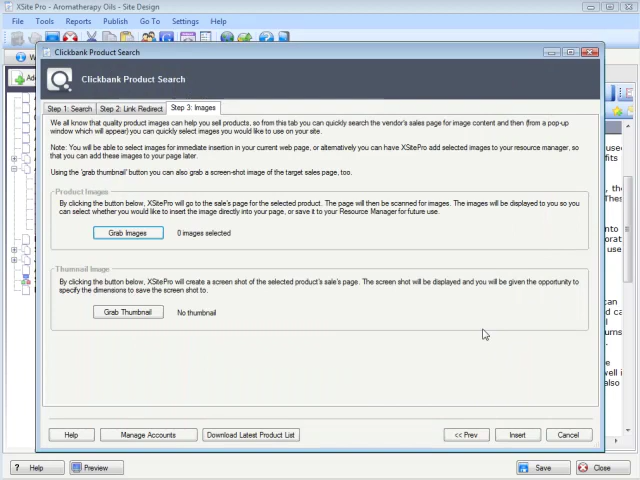 XSite Pro - Aromatherapy Oils - Site Design
File Tools Reports Publish Go To Settings Help
Clickbank Product Search
Clickbank Product Search
Step 1: Search Step 2: Link Redirect Step 3: Images
We all know that quality product images can help you sell products, so from this tab you can quickly search the vendor's sales page for image content and then (from a pop-up
window which will appear) you can quickly select images you would like to use on your site.
Note: You will be able to select images for immediate insertion in your current web page, or alternatively you can have XSitePro add selected images to your resource manager, so
that you can add these images to your page later.
Using the 'grab thumbnail' button you can also grab a screen-shot image of the target sales page, too.
Product Images
By clicking the button below, XSitePro will go to the sale's page for the selected product. The page will then be scanned for images. The images will be displayed to you so you
can select whether you would like to insert the image directly into your page, or save it to your Resource Manager for future use.
Grab Images 0 images selected
Thumbnail Image
By clicking the button below, XSitePro will create a screen shot of the selected product's sale's page. The screen shot will be displayed and you will be given the opportunity to
specify the dimensions to save the screen shot to.
Grab Thumbnail No thumbnail
Help Manage Accounts Download Latest Product List << Prev Insert Cancel
? Help Preview Save Close